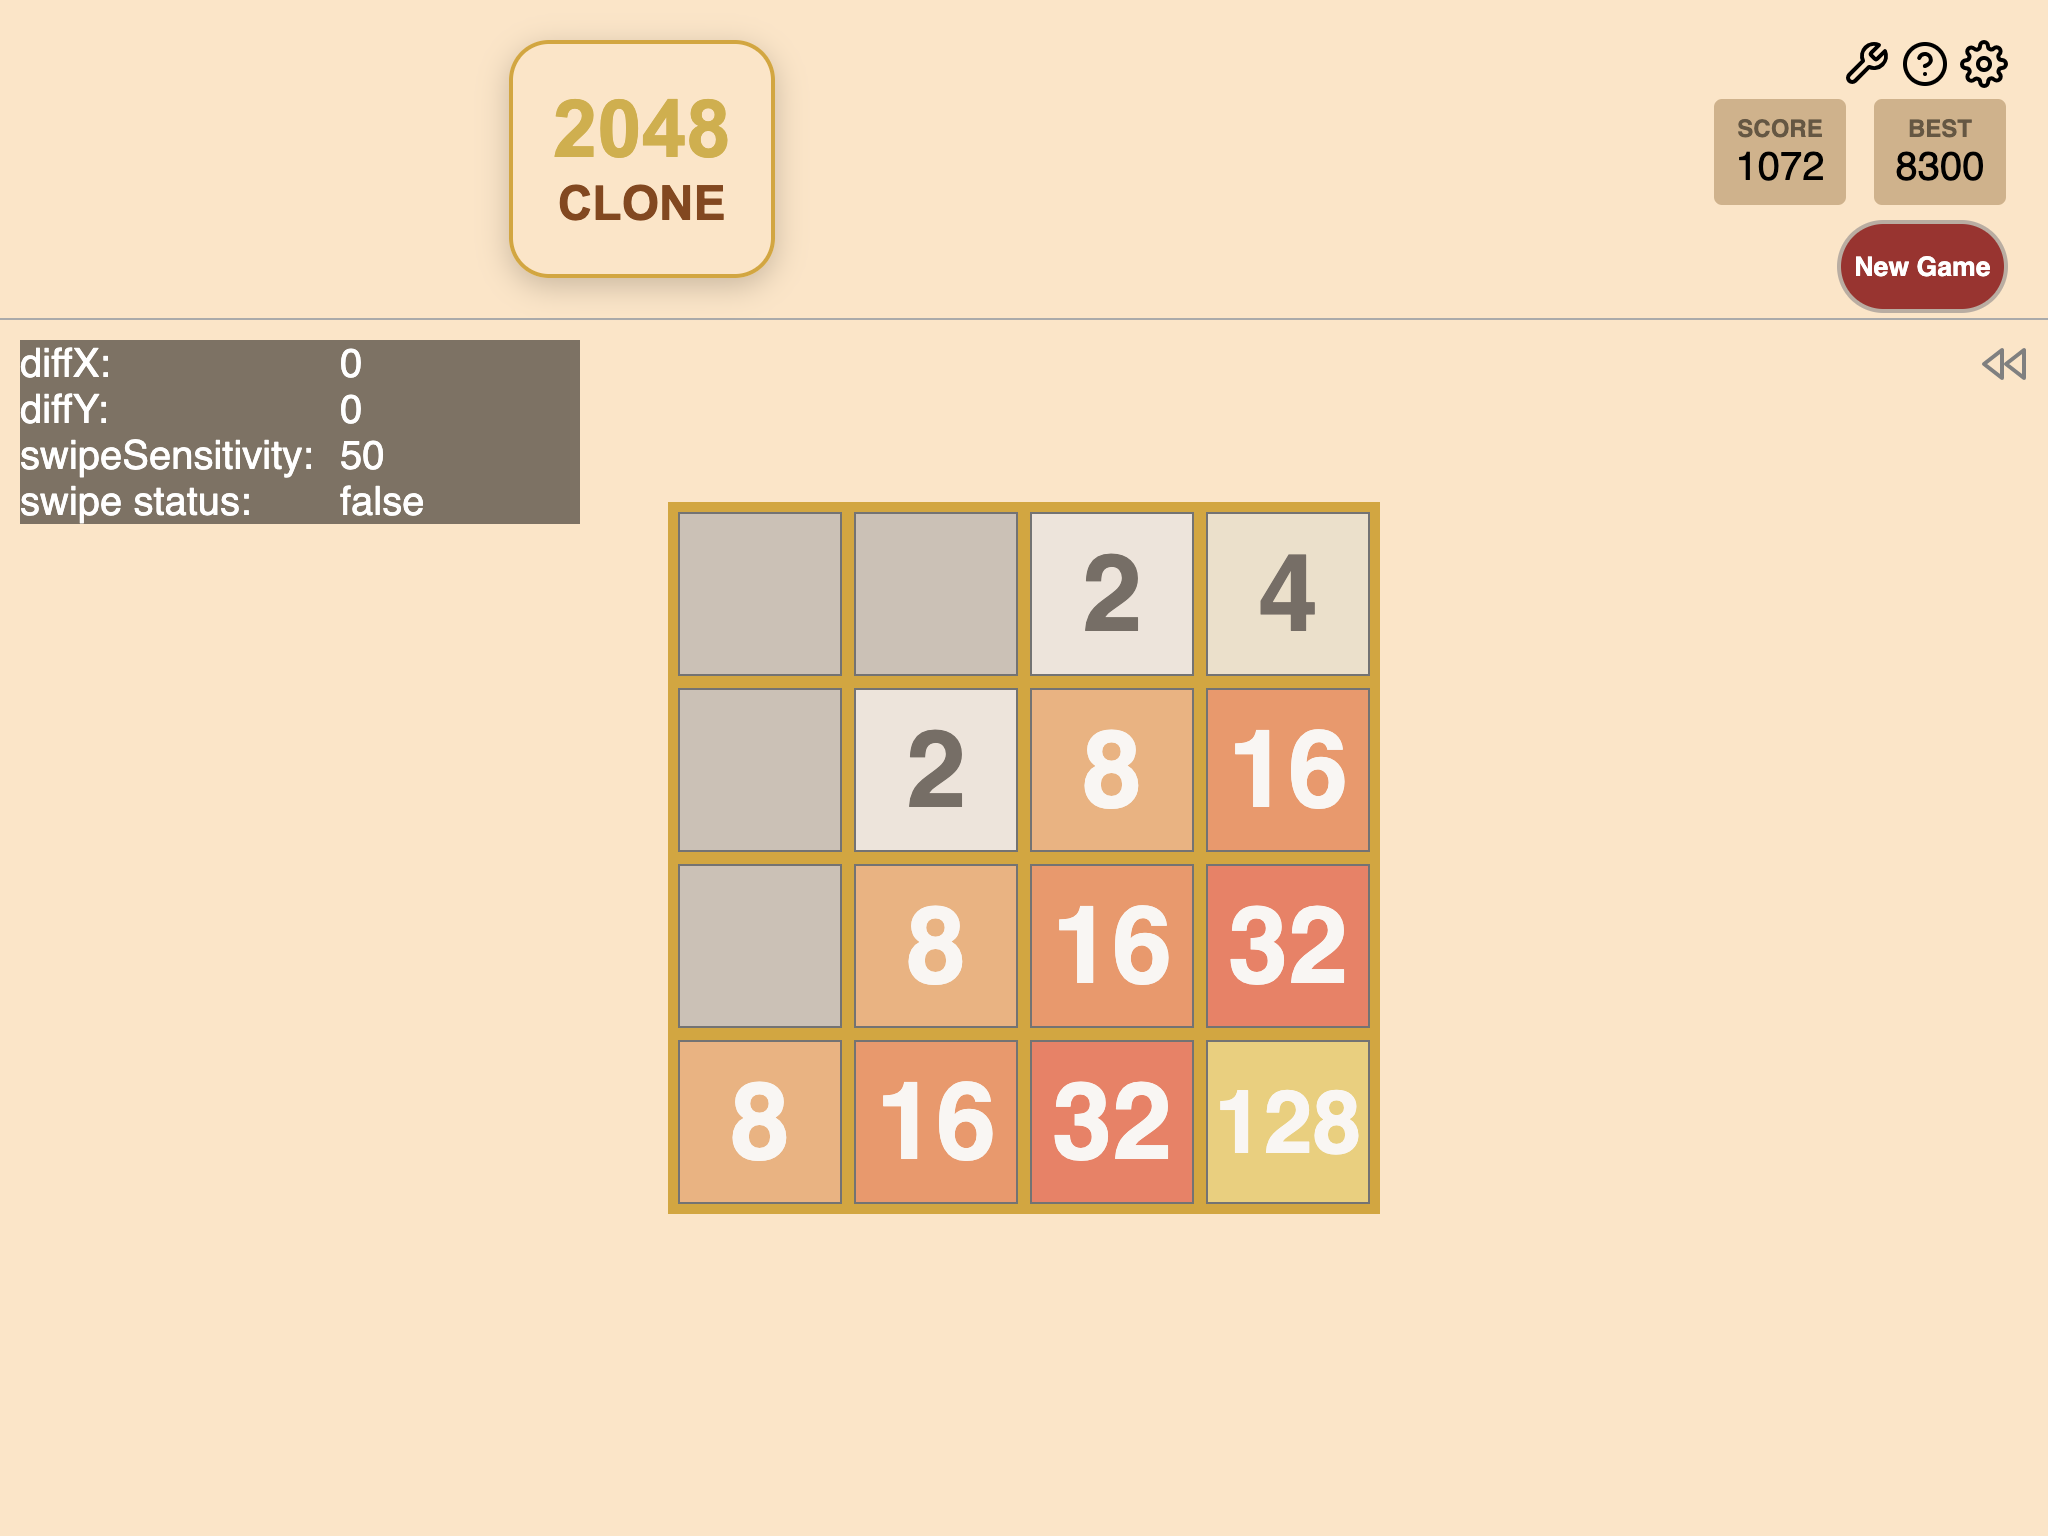 2048
CLONE
SCORE
1072
BEST
8300
New Game
diffX: 0
diffY: 0
swipeSensitivity: 50
swipe status: false
2 4
2 8 16
8 16 32
8 16 32 128